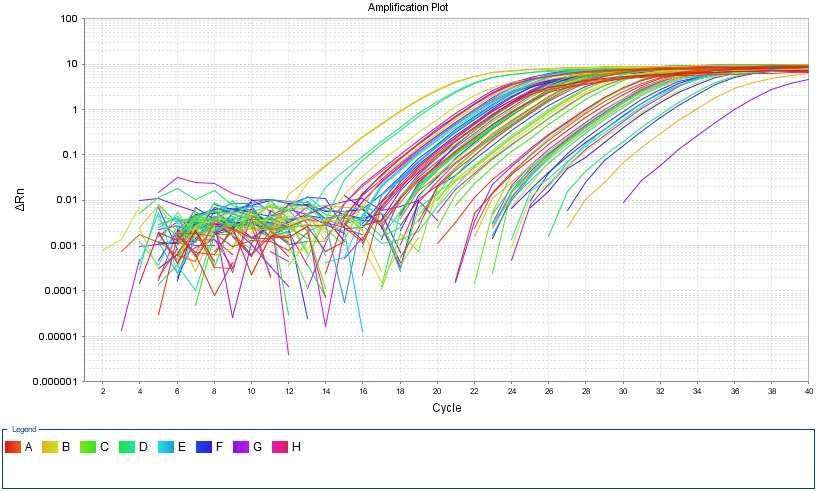 Amplification Plot
100
10
1
0.1
0.01
0.001
0.0001
0.00001
0.000001
ΔRn
2 4 6 8 10 12 14 16 18 20 22 24 26 28 30 32 34 36 38 40
Cycle
Legend
A B C D E F G H